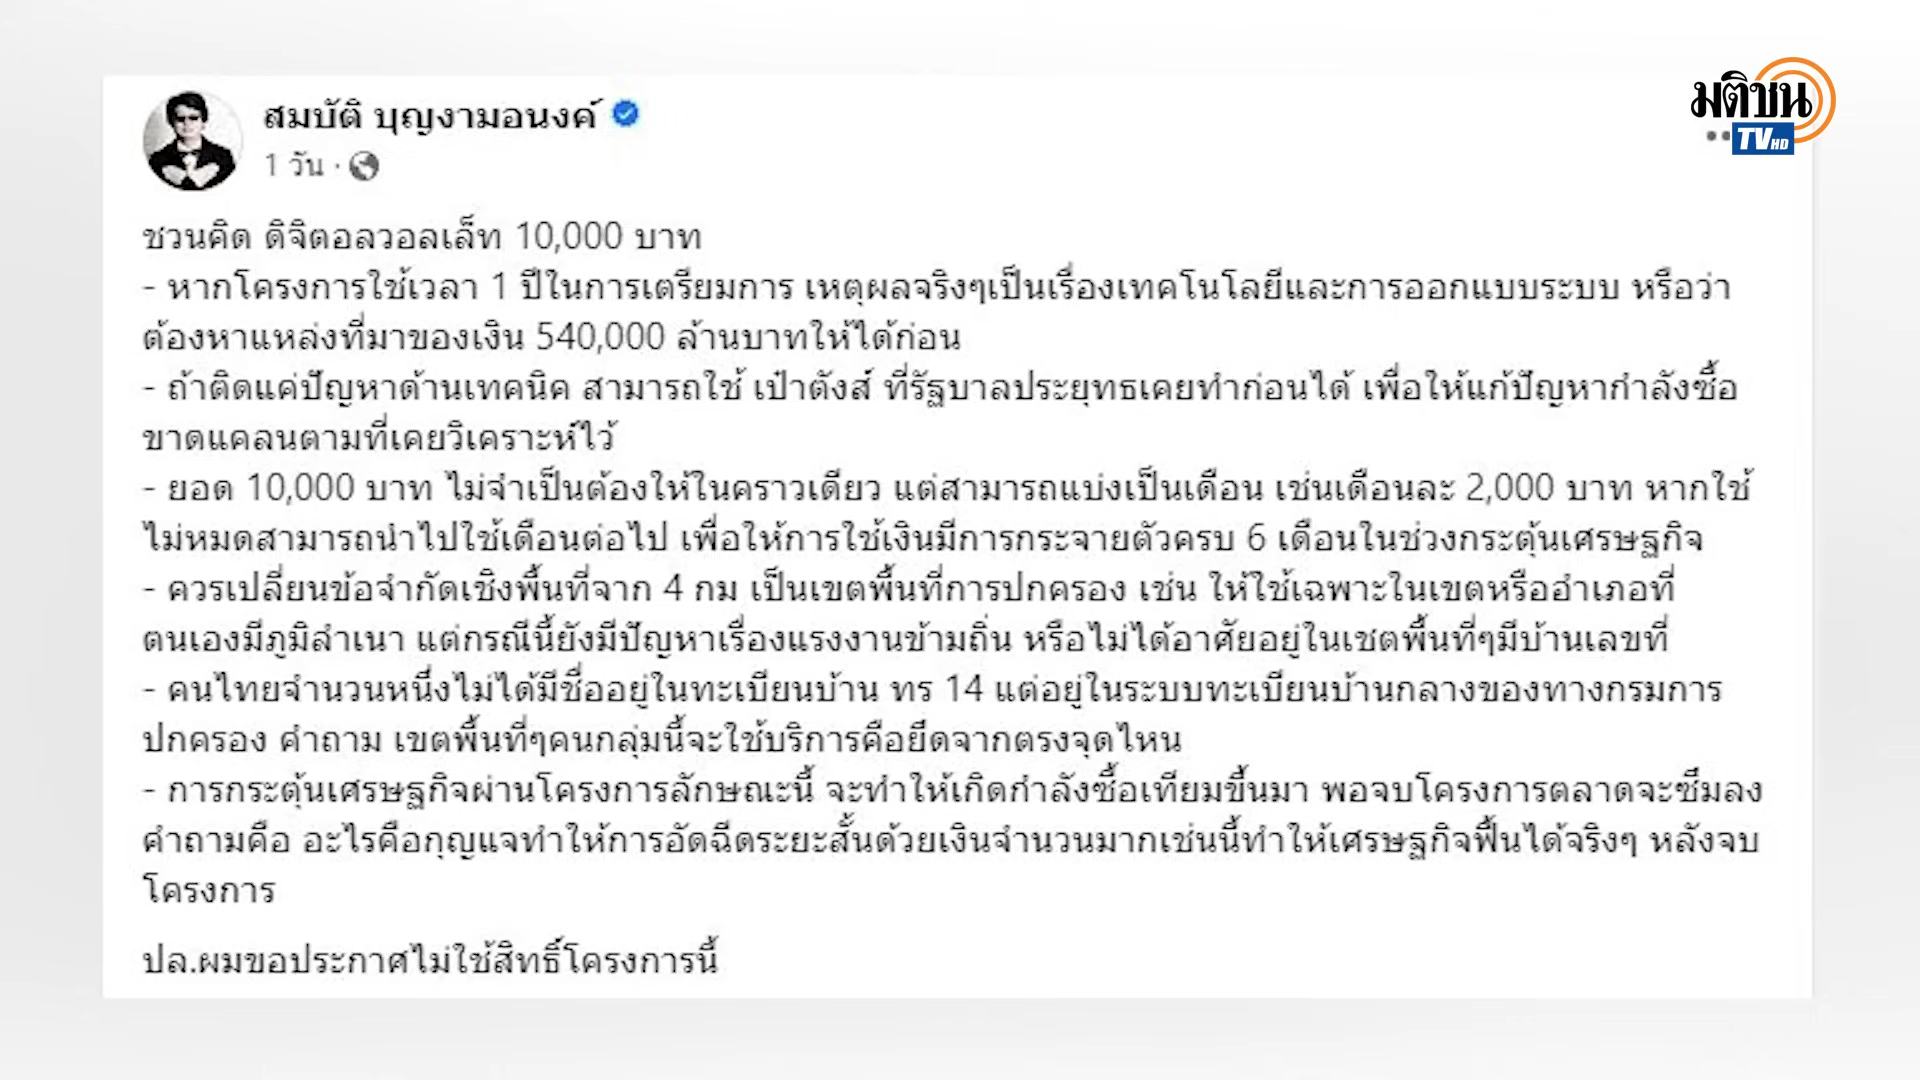 สมบัติ บุญงามอนงค์
1 วัน ·
มติชน
TV HD
ชวนคิด ดิจิตอลวอลเล็ท 10,000 บาท
- หากโครงการใช้เวลา 1 ปีในการเตรียมการ เหตุผลจริงๆเป็นเรื่องเทคโนโลยีและการออกแบบระบบ หรือว่า
ต้องหาแหล่งที่มาของเงิน 540,000 ล้านบาทให้ได้ก่อน
- ถ้าติดแค่ปัญหาด้านเทคนิค สามารถใช้ เป๋าตังส์ ที่รัฐบาลประยุทธเคยทำก่อนได้ เพื่อให้แก้ปัญหากำลังซื้อ
ขาดแคลนตามที่เคยวิเคราะห์ไว้
- ยอด 10,000 บาท ไม่จำเป็นต้องให้ในคราวเดียว แต่สามารถแบ่งเป็นเดือน เช่นเดือนละ 2,000 บาท หากใช้
ไม่หมดสามารถนำไปใช้เดือนต่อไป เพื่อให้การใช้เงินมีการกระจายตัวครบ 6 เดือนในช่วงกระตุ้นเศรษฐกิจ
- ควรเปลี่ยนข้อจำกัดเชิงพื้นที่จาก 4 กม เป็นเขตพื้นที่การปกครอง เช่น ให้ใช้เฉพาะในเขตหรืออำเภอที่
ตนเองมีภูมิลำเนา แต่กรณีนี้ยังมีปัญหาเรื่องแรงงานข้ามถิ่น หรือไม่ได้อาศัยอยู่ในเชตพื้นที่ๆมีบ้านเลขที่
- คนไทยจำนวนหนึ่งไม่ได้มีชื่ออยู่ในทะเบียนบ้าน ทร 14 แต่อยู่ในระบบทะเบียนบ้านกลางของทางกรมการ
ปกครอง คำถาม เขตพื้นที่ๆคนกลุ่มนี้จะใช้บริการคือยึดจากตรงจุดไหน
- การกระตุ้นเศรษฐกิจผ่านโครงการลักษณะนี้ จะทำให้เกิดกำลังซื้อเทียมขึ้นมา พอจบโครงการตลาดจะซึมลง
คำถามคือ อะไรคือกุญแจทำให้การอัดฉีดระยะสั้นด้วยเงินจำนวนมากเช่นนี้ทำให้เศรษฐกิจฟื้นได้จริงๆ หลังจบ
โครงการ
ปล.ผมขอประกาศไม่ใช้สิทธิ์โครงการนี้